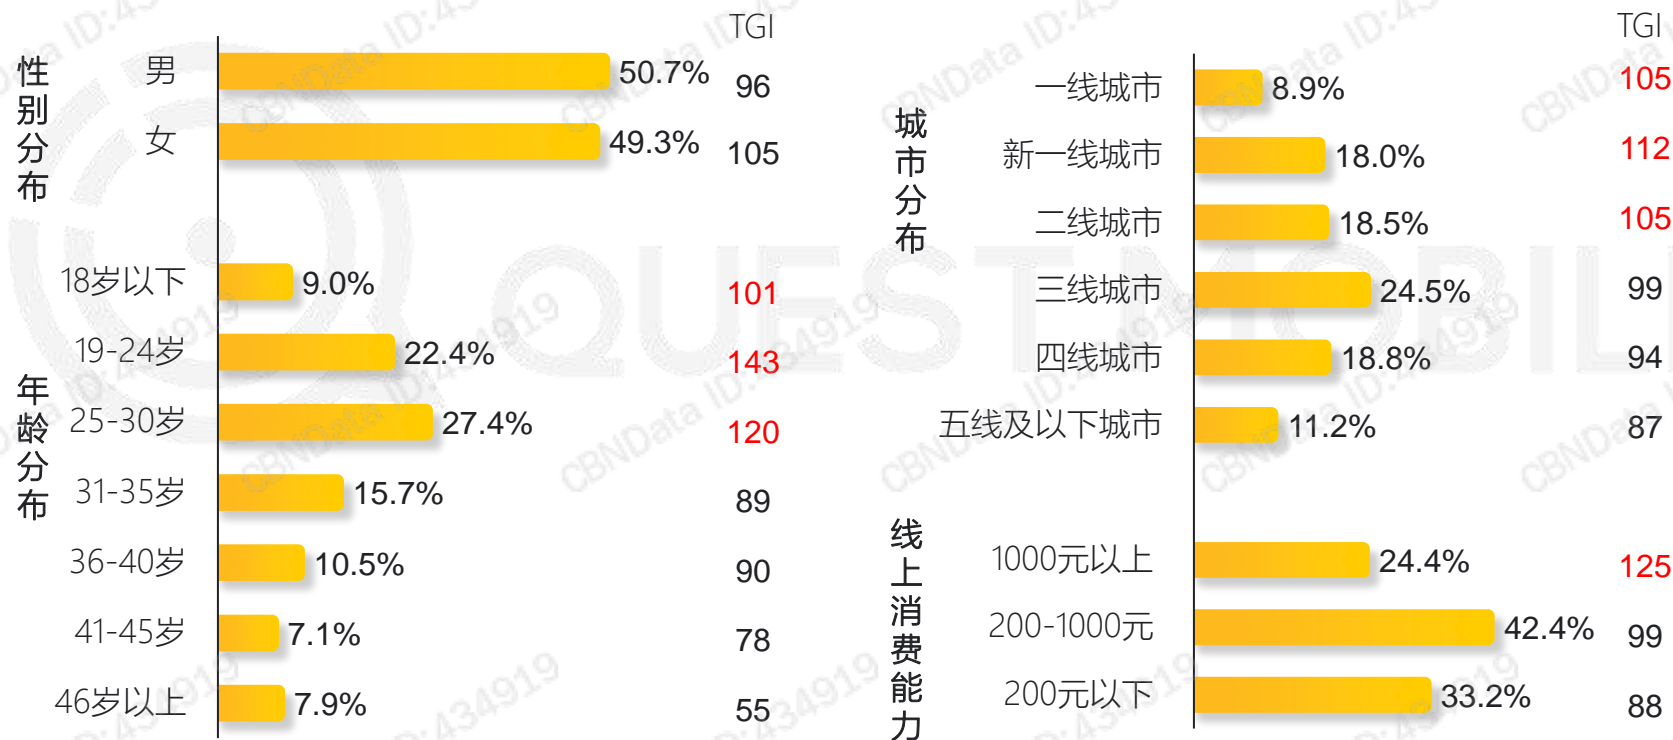 TGI
性别分布
男 50.7% 96
女 49.3% 105
年龄分布
18岁以下 9.0% 101
19-24岁 22.4% 143
25-30岁 27.4% 120
31-35岁 15.7% 89
36-40岁 10.5% 90
41-45岁 7.1% 78
46岁以上 7.9% 55
TGI
城市分布
一线城市 8.9% 105
新一线城市 18.0% 112
二线城市 18.5% 105
三线城市 24.5% 99
四线城市 18.8% 94
五线及以下城市 11.2% 87
线上消费能力
1000元以上 24.4% 125
200-1000元 42.4% 99
200元以下 33.2% 88
QUEST MOBIL
CBNData ID:434919